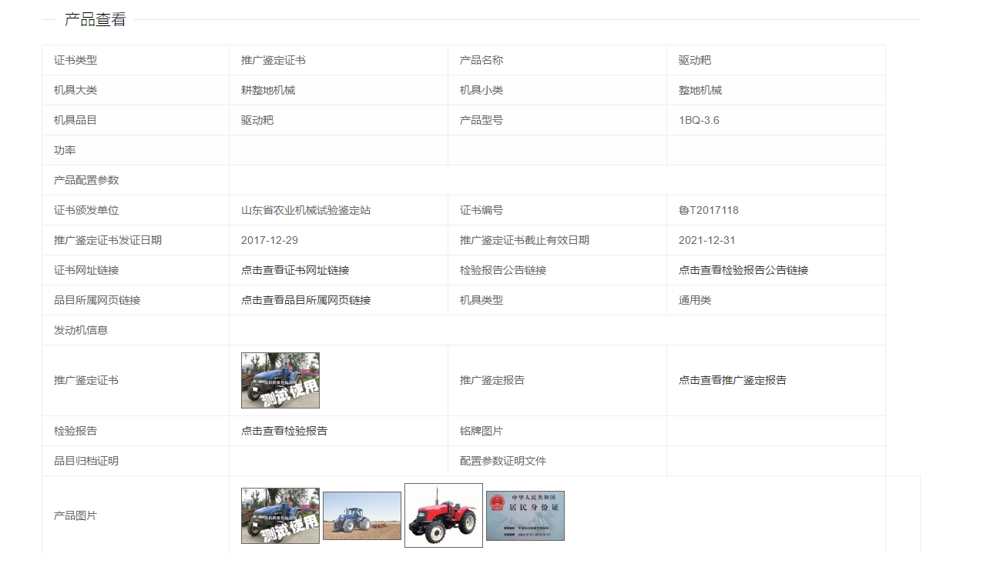 产品查看
证书类型 推广鉴定证书 产品名称 驱动耙
机具大类 耕整地机械 机具小类 整地机械
机具品目 驱动耙 产品型号 1BQ-3.6
功率
产品配置参数
证书颁发单位 山东省农业机械试验鉴定站 证书编号 鲁T2017118
推广鉴定证书发证日期 2017-12-29 推广鉴定证书截止有效日期 2021-12-31
证书网址链接 点击查看证书网址链接 检验报告公告链接 点击查看检验报告公告链接
品目所属网页链接 点击查看品目所属网页链接 机具类型 通用类
发动机信息
推广鉴定证书 推广鉴定报告 点击查看推广鉴定报告
测试使用
检验报告 点击查看检验报告 铭牌图片
品目归档证明 配置参数证明文件
产品图片
测试使用
中华人民共和国
居民身份证